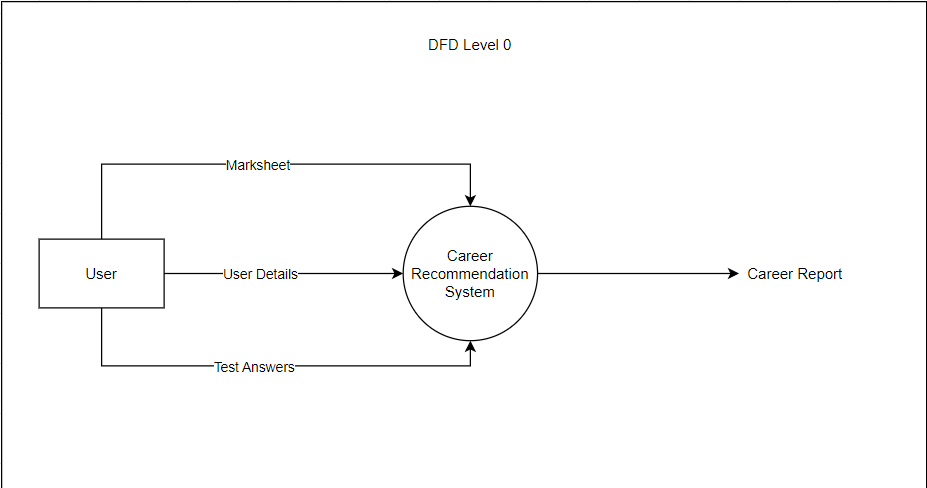 DFD Level 0
Marksheet
User
User Details
Career
Recommendation
System
Career Report
Test Answers